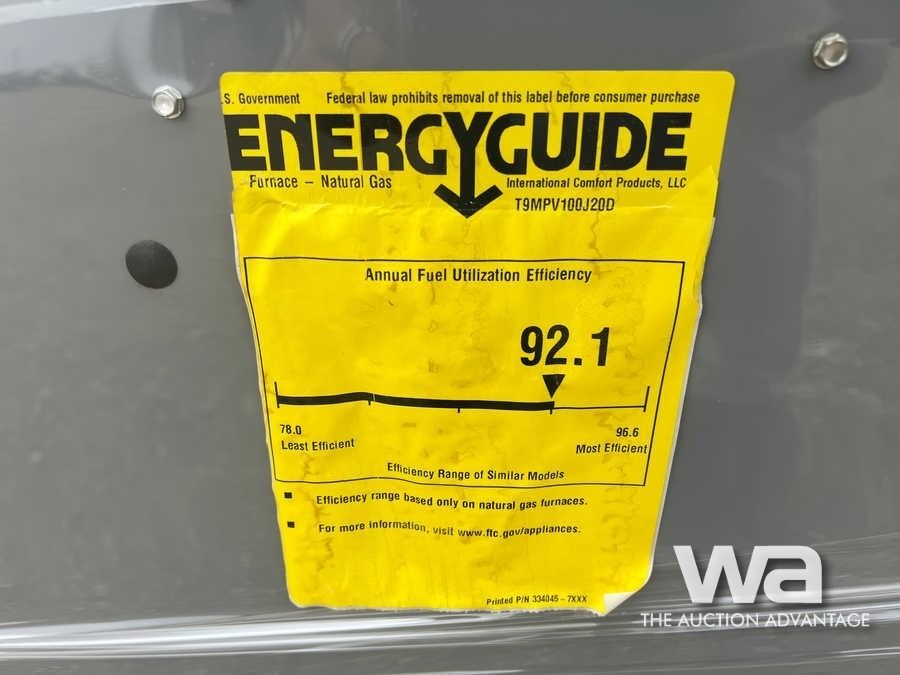 .S. Government Federal law prohibits removal of this label before consumer purchase
ENERGYGUIDE
Furnace – Natural Gas
International Comfort Products, LLC
T9MPV100J20D
Annual Fuel Utilization Efficiency
92.1
78.0
Least Efficient
96.6
Most Efficient
Efficiency Range of Similar Models
Efficiency range based only on natural gas furnaces.
For more information, visit www.ftc.gov/appliances.
Printed P/N 334045-7XXX
wa
THE AUCTION ADVANTAGE